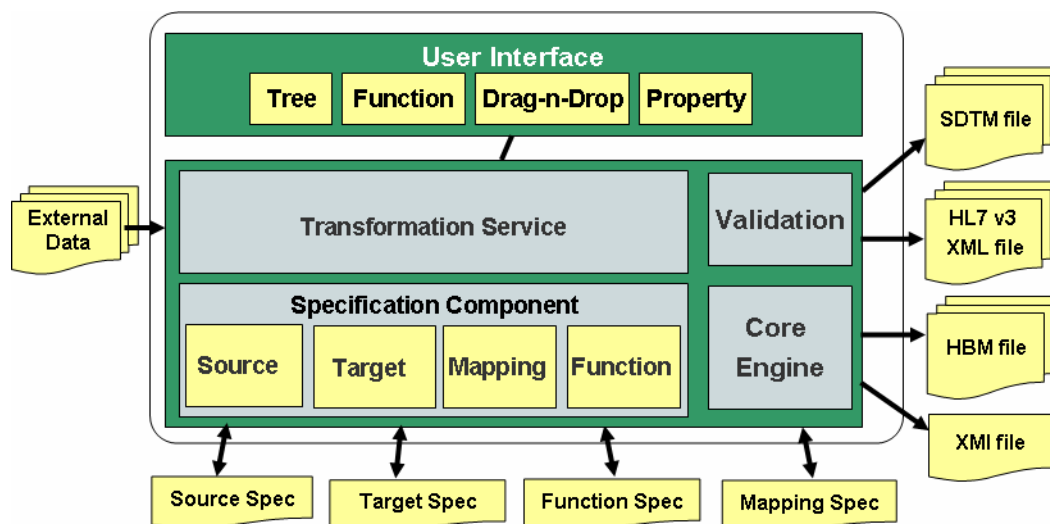 User Interface
Tree Function Drag-n-Drop Property
SDTM file
External
Data
Transformation Service
Validation
HL7 v3
XML file
Specification Component
Source Target Mapping Function
Core
Engine
HBM file
XMI file
Source Spec Target Spec Function Spec Mapping Spec